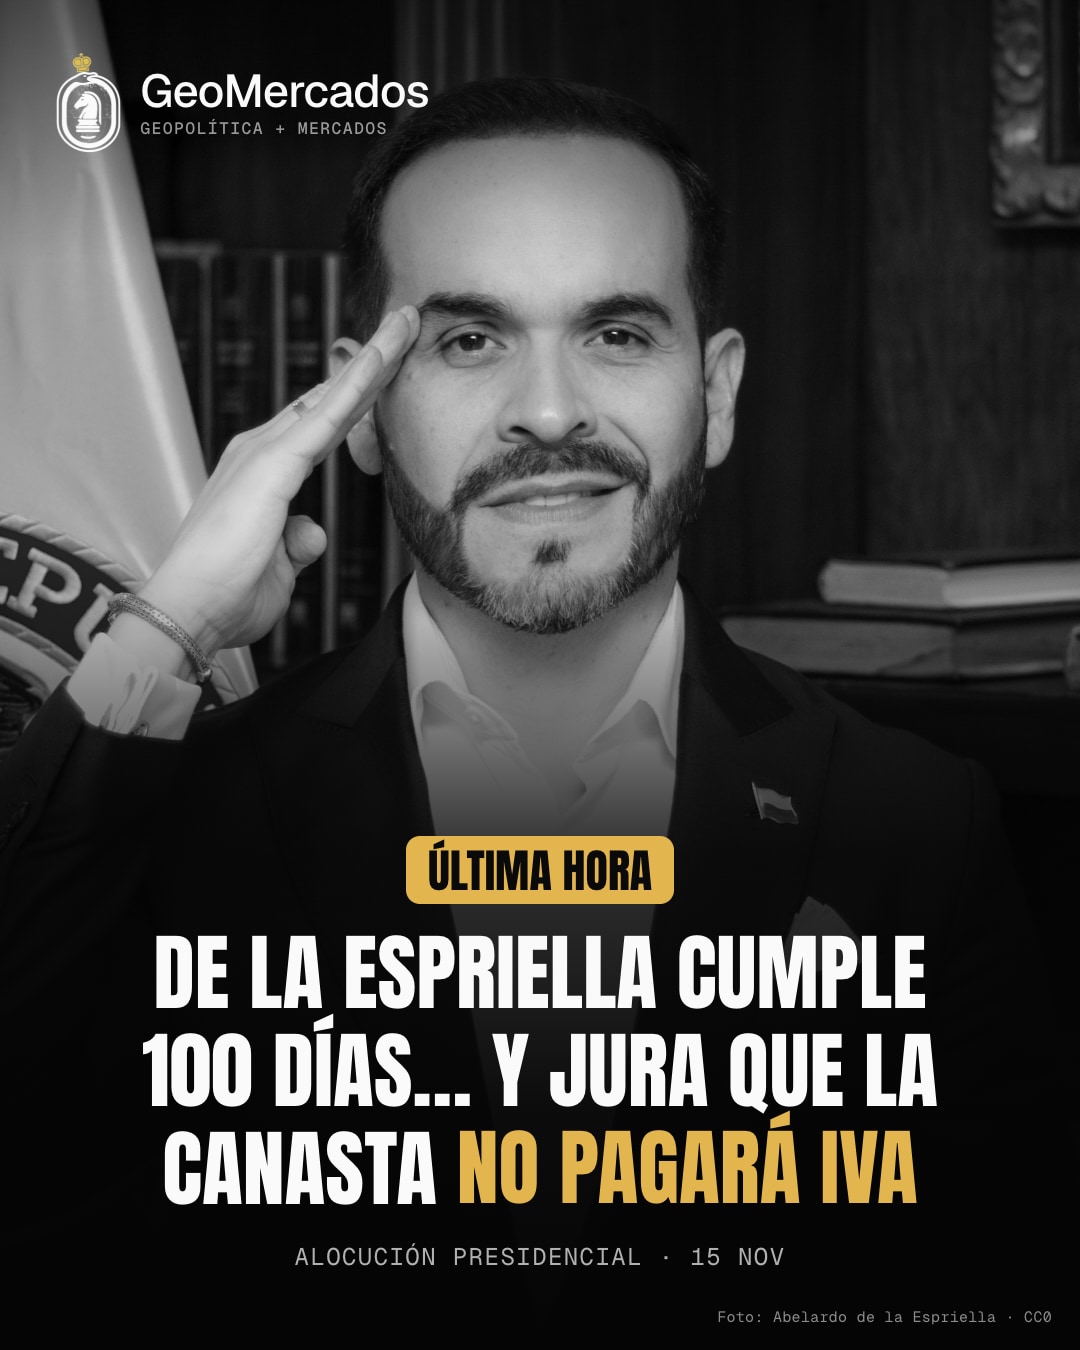 GeoMercados
GEOPOLÍTICA + MERCADOS
EPÚ
ÚLTIMA HORA
DE LA ESPRIELLA CUMPLE
100 DÍAS... Y JURA QUE LA
CANASTA NO PAGARÁ IVA
ALOCUCIÓN PRESIDENCIAL · 15 NOV
Foto: Abelardo de la Espriella · CC0